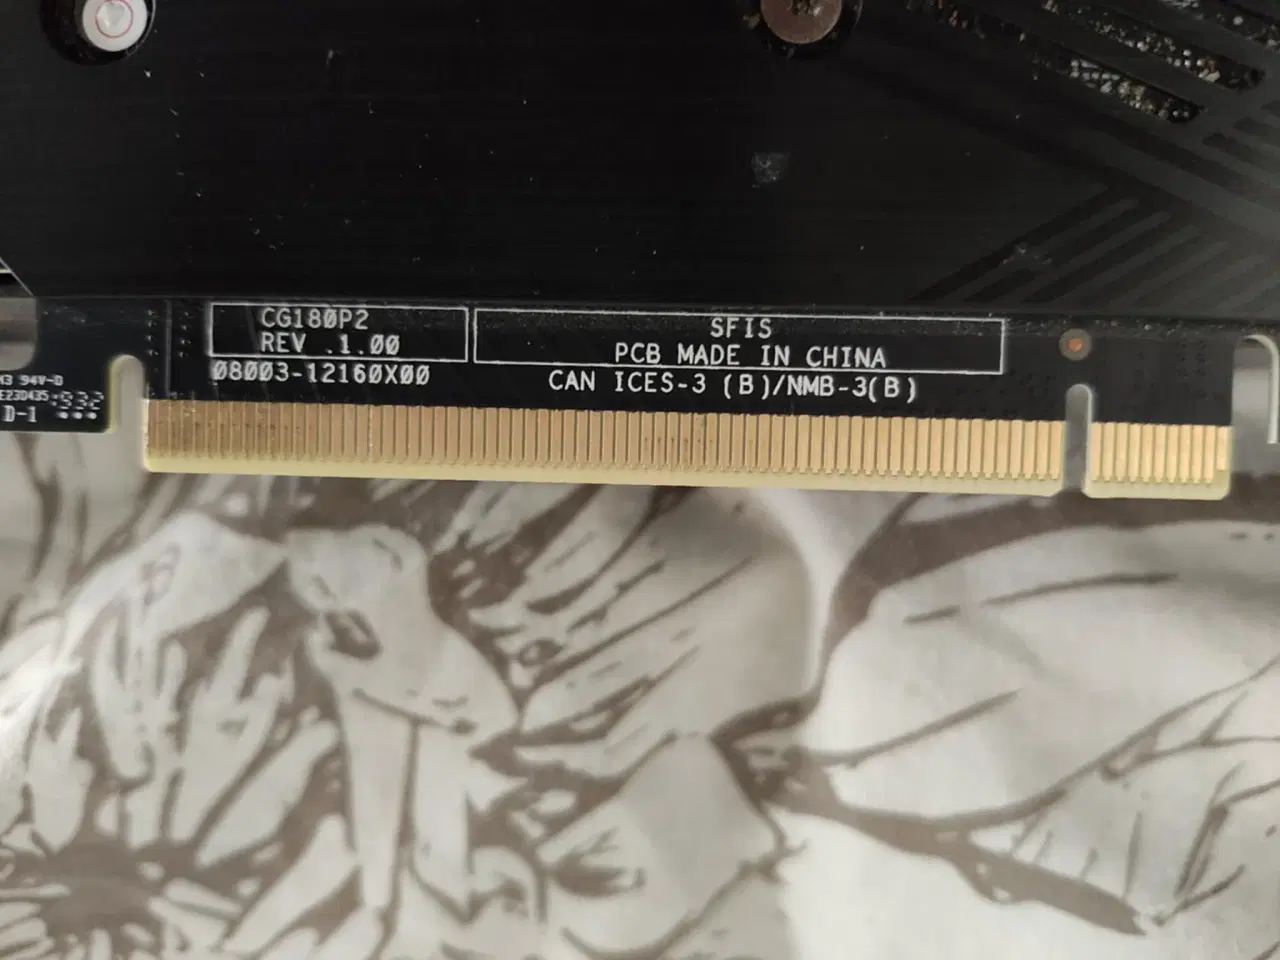 CG180P2
REV .1.00
08003-12160X00
SFIS
PCB MADE IN CHINA
CAN ICES-3 (B)/NMB-3(B)
94V-0
E230435
D-1